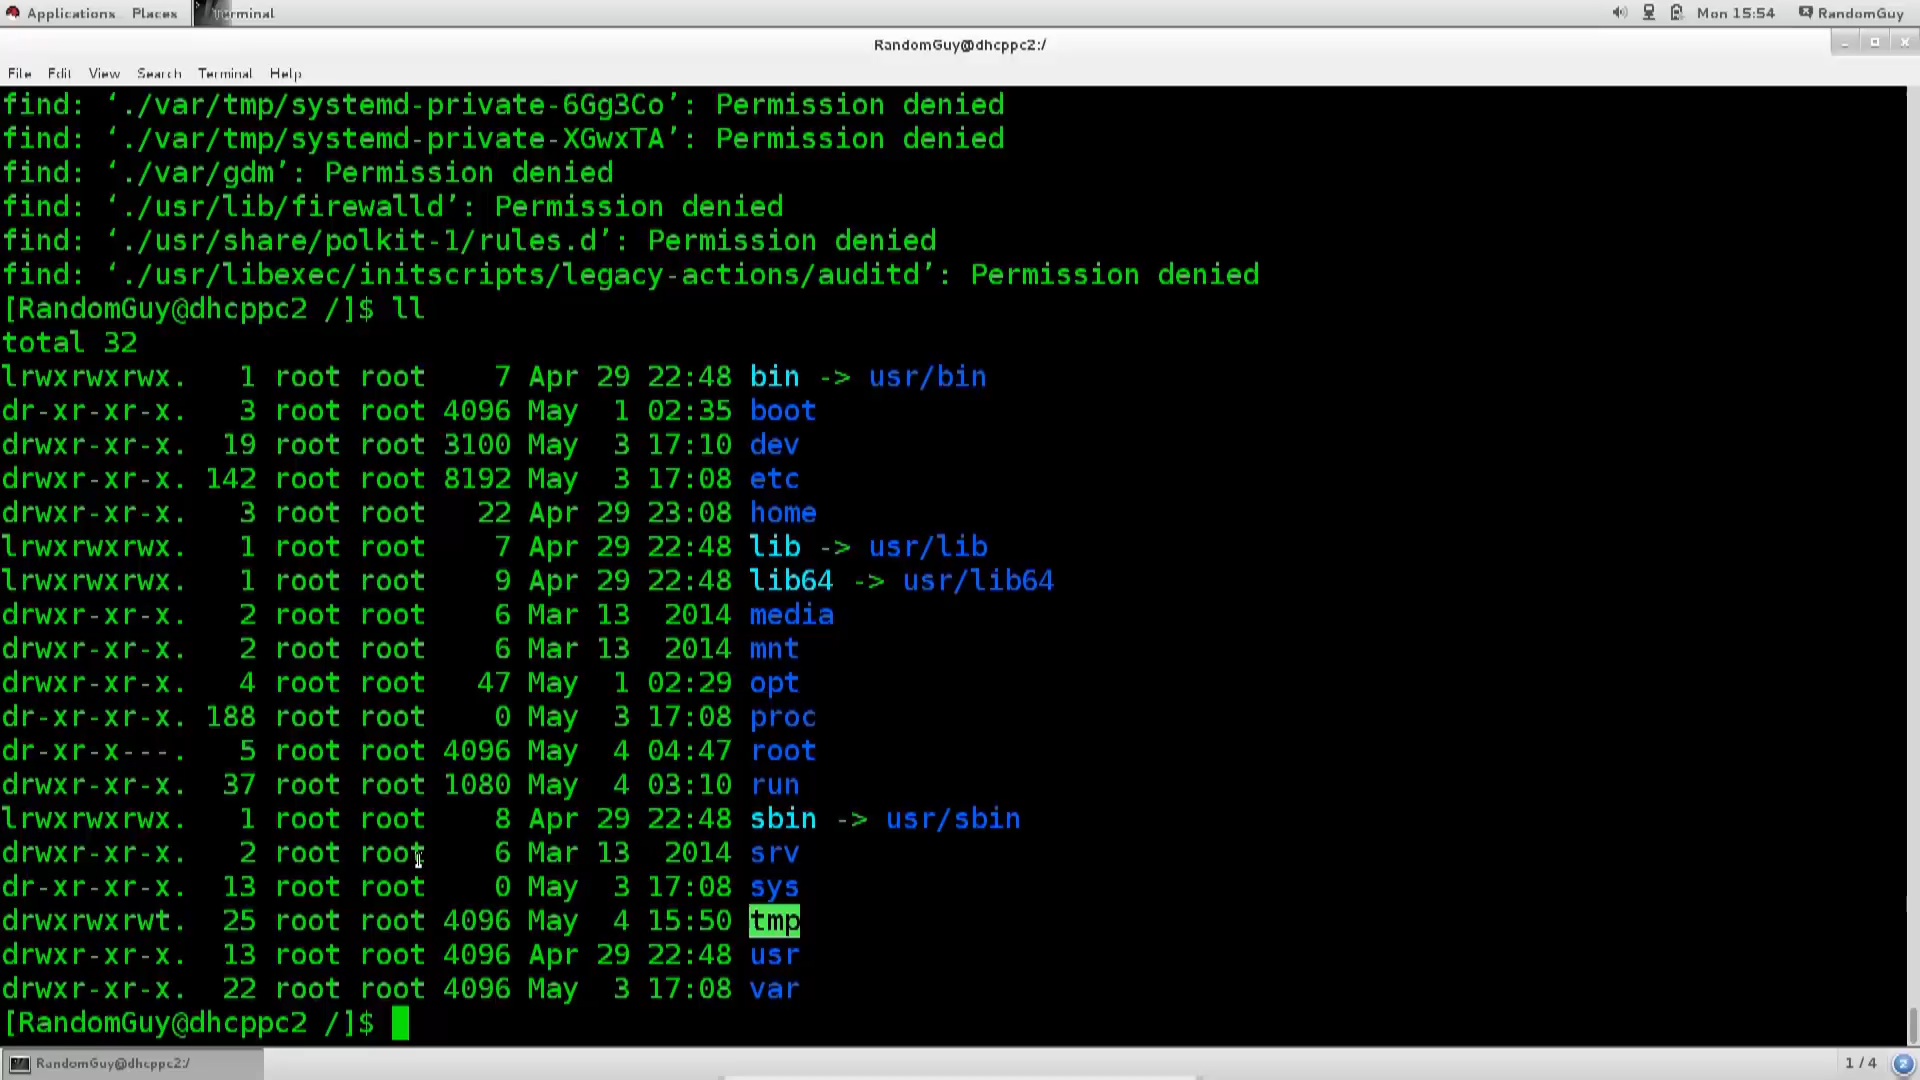 Applications Places Terminal Mon 15:54 RandomGuy
RandomGuy@dhcppc2:/
File Edit View Search Terminal Help
find: ‘./var/tmp/systemd-private-6Gg3Co’: Permission denied
find: ‘./var/tmp/systemd-private-XGwxTA’: Permission denied
find: ‘./var/gdm’: Permission denied
find: ‘./usr/lib/firewalld’: Permission denied
find: ‘./usr/share/polkit-1/rules.d’: Permission denied
find: ‘./usr/libexec/initscripts/legacy-actions/auditd’: Permission denied
[RandomGuy@dhcppc2 /]$ ll
total 32
lrwxrwxrwx.   1 root root    7 Apr 29 22:48 bin -> usr/bin
dr-xr-xr-x.   3 root root 4096 May  1 02:35 boot
drwxr-xr-x.  19 root root 3100 May  3 17:10 dev
drwxr-xr-x. 142 root root 8192 May  3 17:08 etc
drwxr-xr-x.   3 root root   22 Apr 29 23:08 home
lrwxrwxrwx.   1 root root    7 Apr 29 22:48 lib -> usr/lib
lrwxrwxrwx.   1 root root    9 Apr 29 22:48 lib64 -> usr/lib64
drwxr-xr-x.   2 root root    6 Mar 13  2014 media
drwxr-xr-x.   2 root root    6 Mar 13  2014 mnt
drwxr-xr-x.   4 root root   47 May  1 02:29 opt
dr-xr-xr-x. 188 root root    0 May  3 17:08 proc
dr-xr-x---.   5 root root 4096 May  4 04:47 root
drwxr-xr-x.  37 root root 1080 May  4 03:10 run
lrwxrwxrwx.   1 root root    8 Apr 29 22:48 sbin -> usr/sbin
drwxr-xr-x.   2 root root    6 Mar 13  2014 srv
dr-xr-xr-x.  13 root root    0 May  3 17:08 sys
drwxrwxrwt.  25 root root 4096 May  4 15:50 tmp
drwxr-xr-x.  13 root root 4096 Apr 29 22:48 usr
drwxr-xr-x.  22 root root 4096 May  3 17:08 var
[RandomGuy@dhcppc2 /]$
RandomGuy@dhcppc2:/ 1 / 4 2